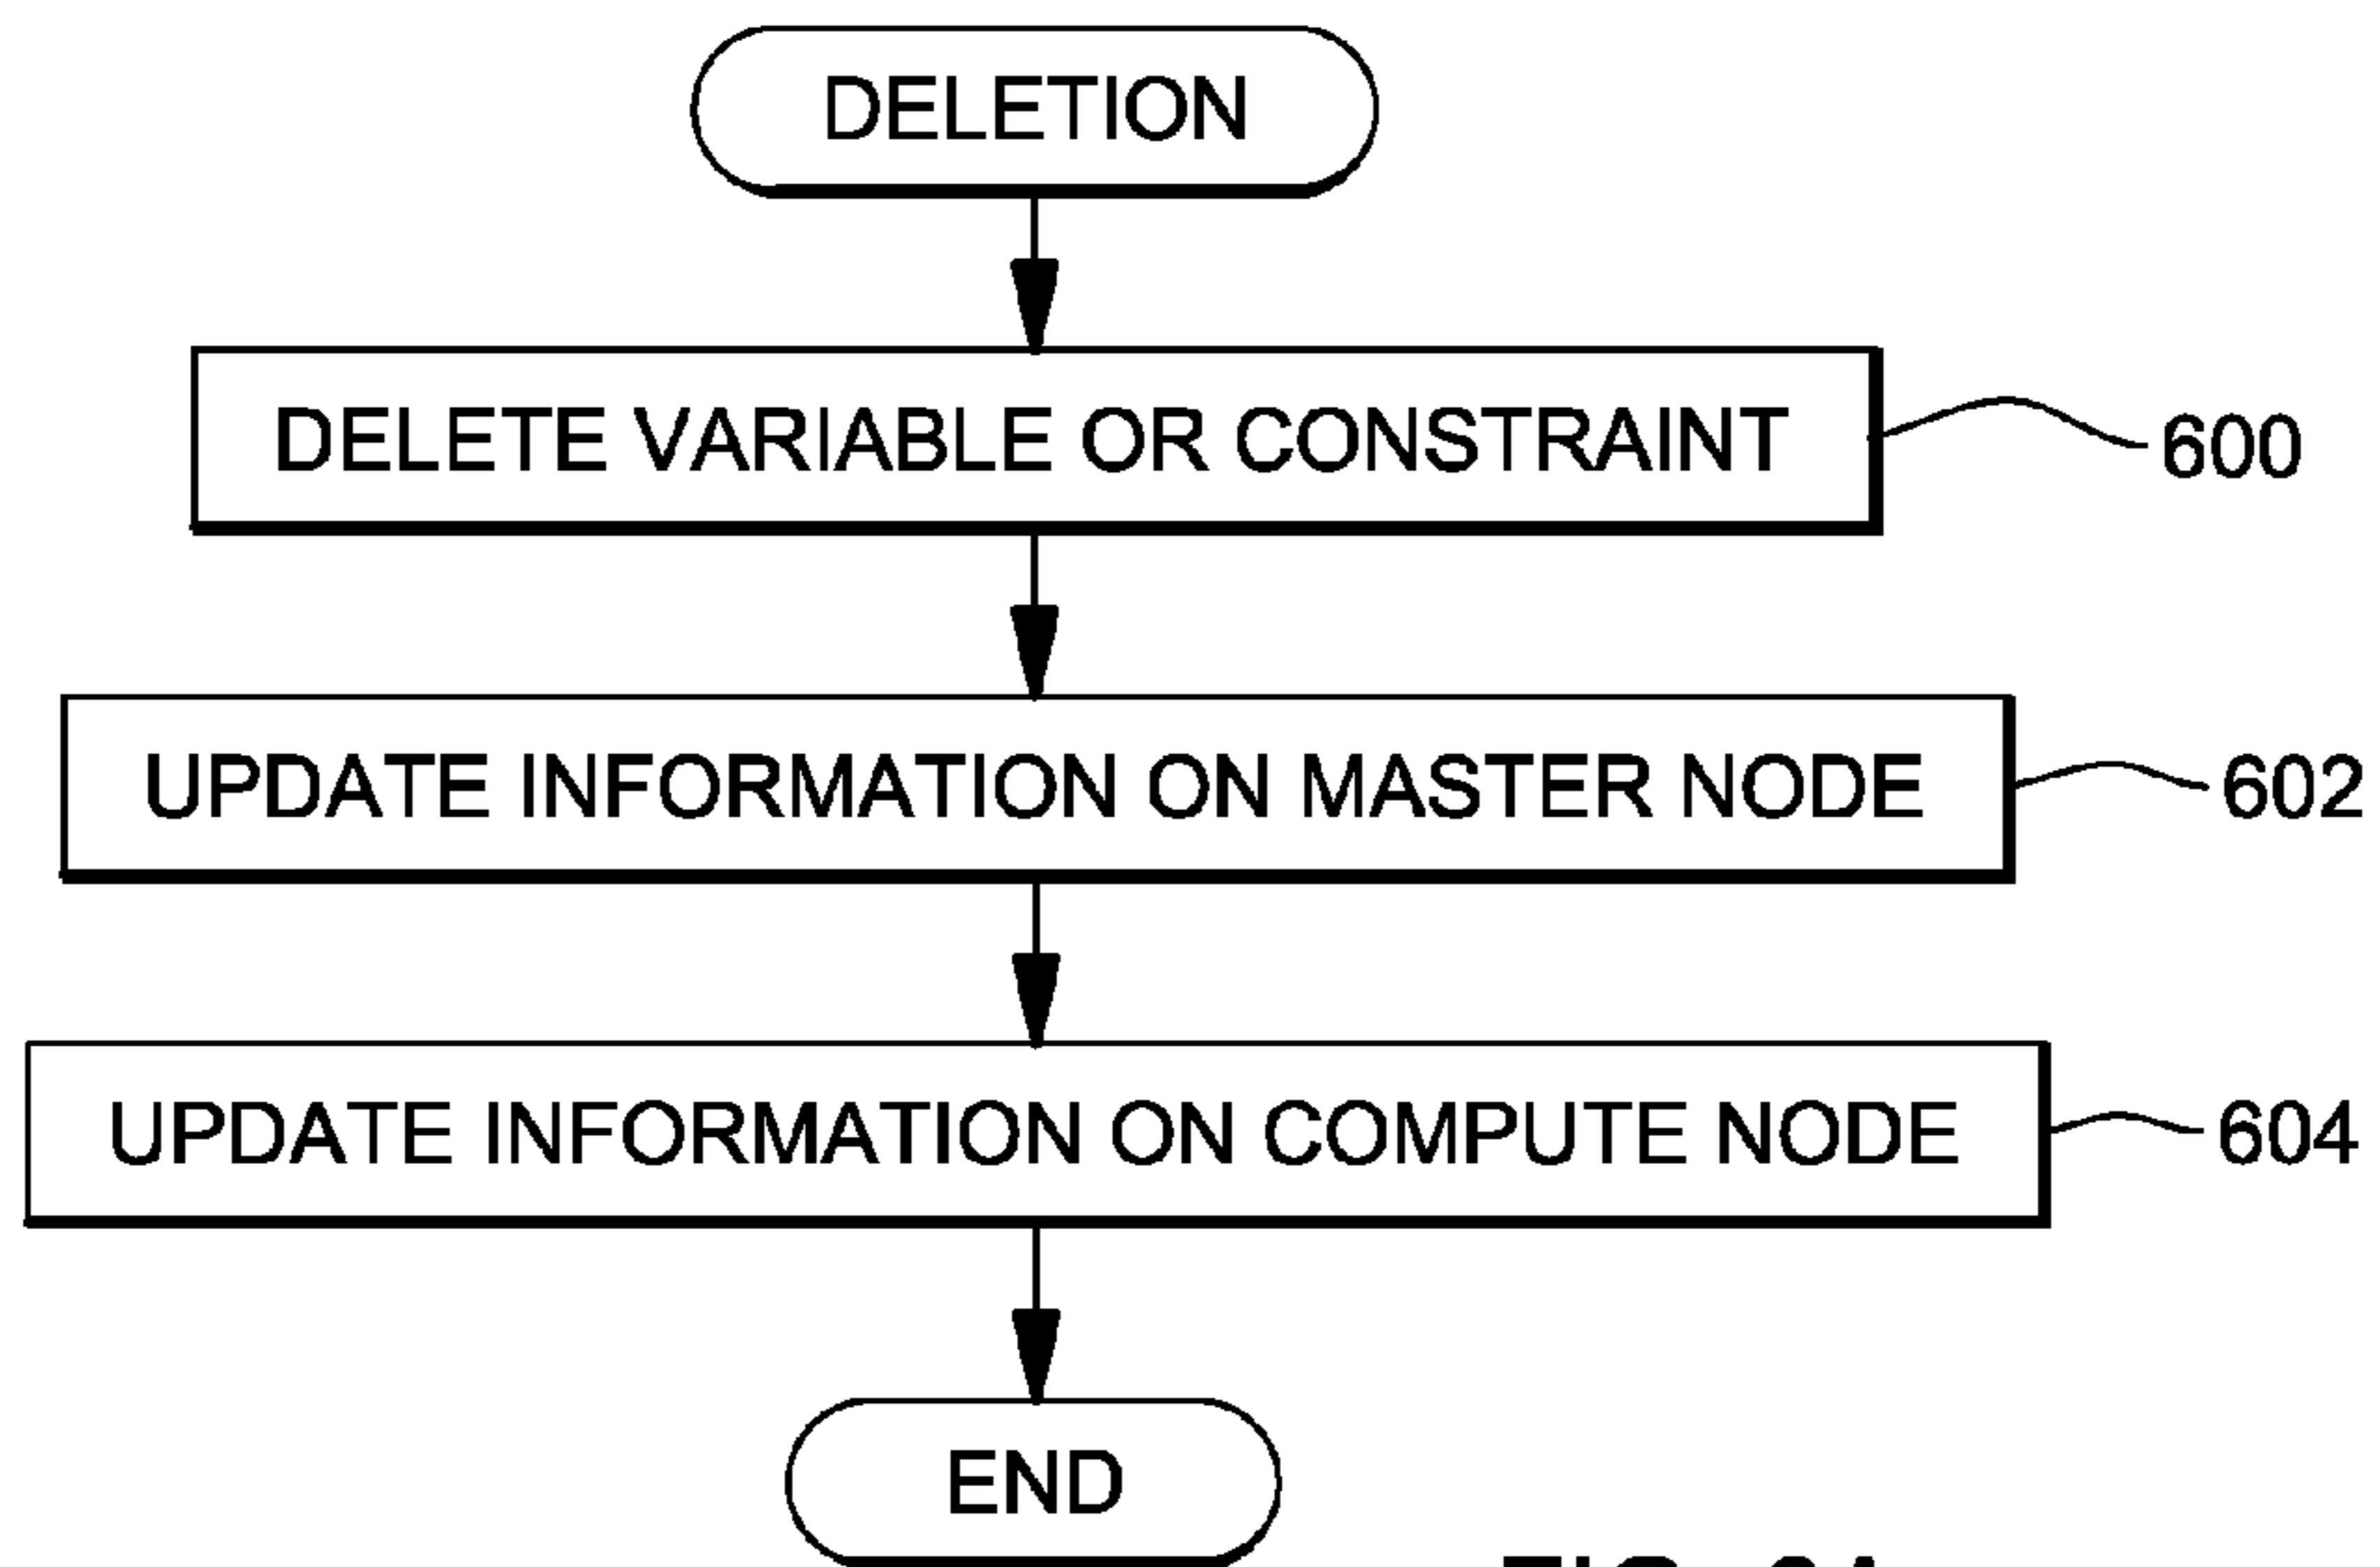 DELETION
DELETE VARIABLE OR CONSTRAINT
600
UPDATE INFORMATION ON MASTER NODE
602
UPDATE INFORMATION ON COMPUTE NODE
604
END